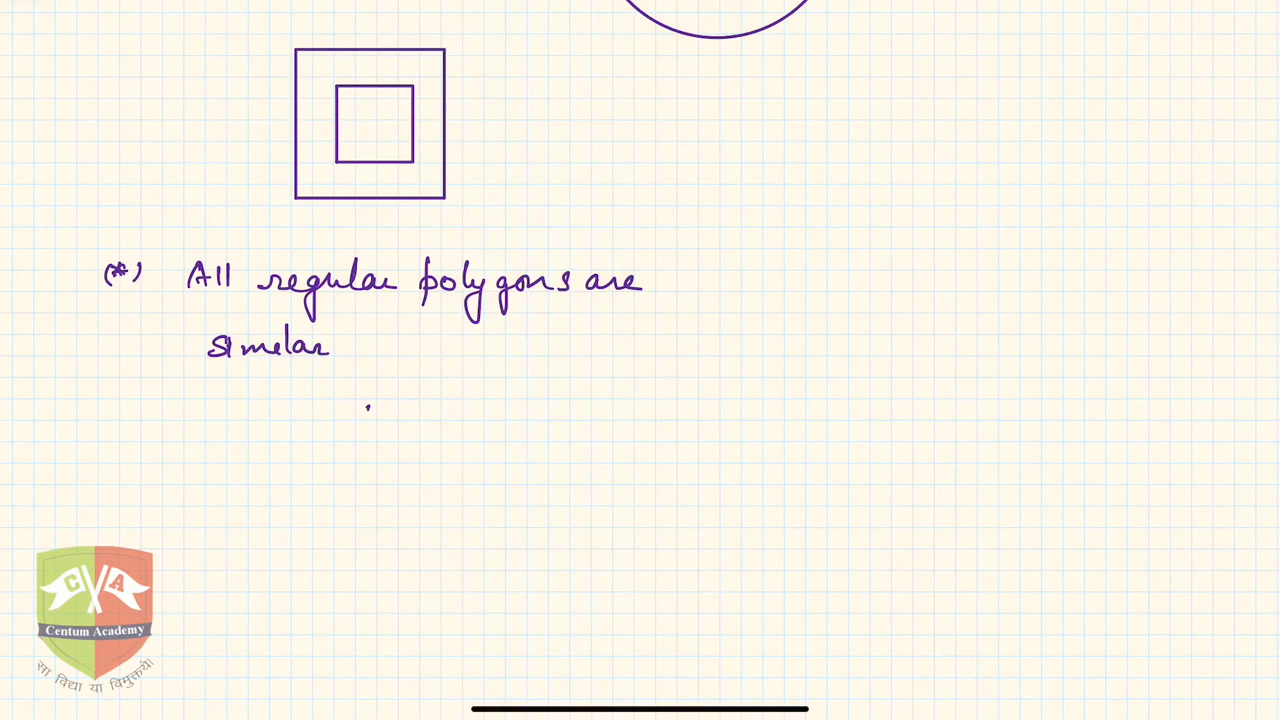 (*) All regular polygons are
similar
C A
Centum Academy
सा विद्या या विमुक्तये।